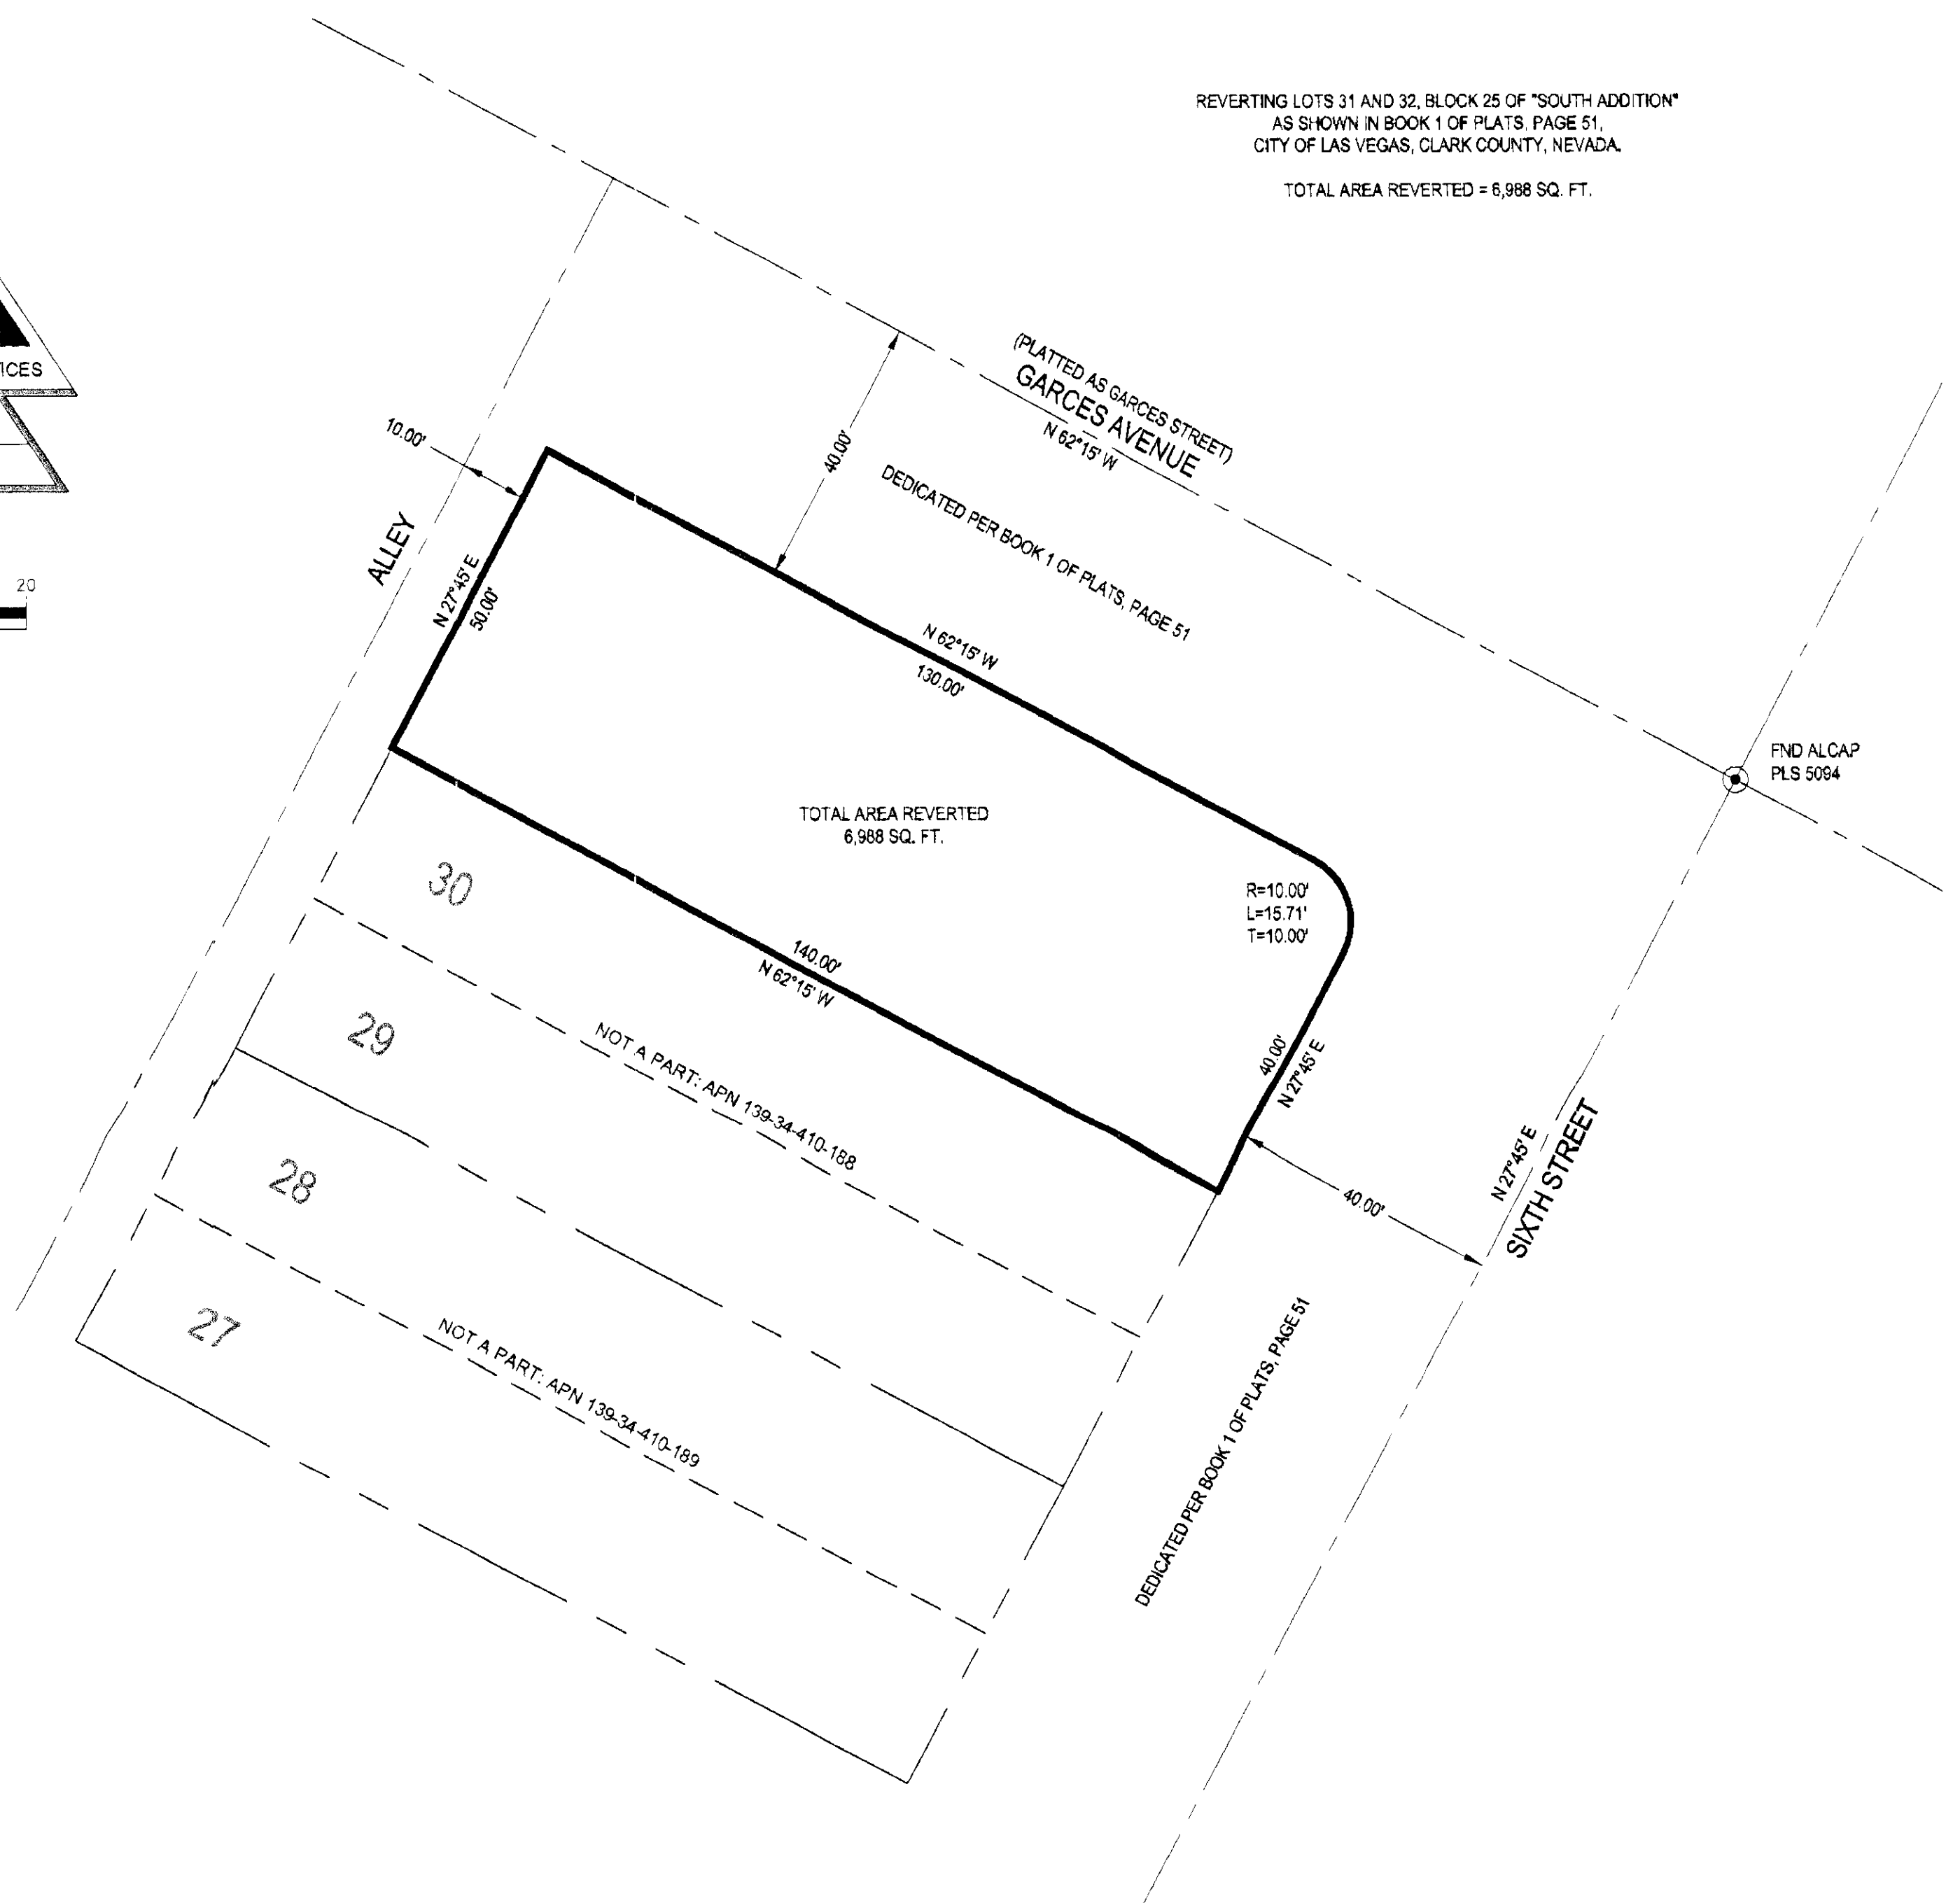 REVERTING LOTS 31 AND 32, BLOCK 25 OF "SOUTH ADDITION"
AS SHOWN IN BOOK 1 OF PLATS, PAGE 51,
CITY OF LAS VEGAS, CLARK COUNTY, NEVADA.
TOTAL AREA REVERTED = 6,988 SQ. FT.
(PLATTED AS GARCES STREET)
GARCES AVENUE
N 62°15' W
DEDICATED PER BOOK 1 OF PLATS, PAGE 51
40.00'
10.00'
ALLEY
N 27°45' E
50.00'
20
N 62°15' W
130.00'
FND ALCAP
PLS 5094
TOTAL AREA REVERTED
6,988 SQ. FT.
R=10.00'
L=15.71'
T=10.00'
30
140.00'
N 62°15' W
29
NOT A PART: APN 139-34-410-188
40.00'
N 27°45' E
40.00'
N 27°45' E
SIXTH STREET
28
27
NOT A PART: APN 139-34-410-189
DEDICATED PER BOOK 1 OF PLATS, PAGE 51